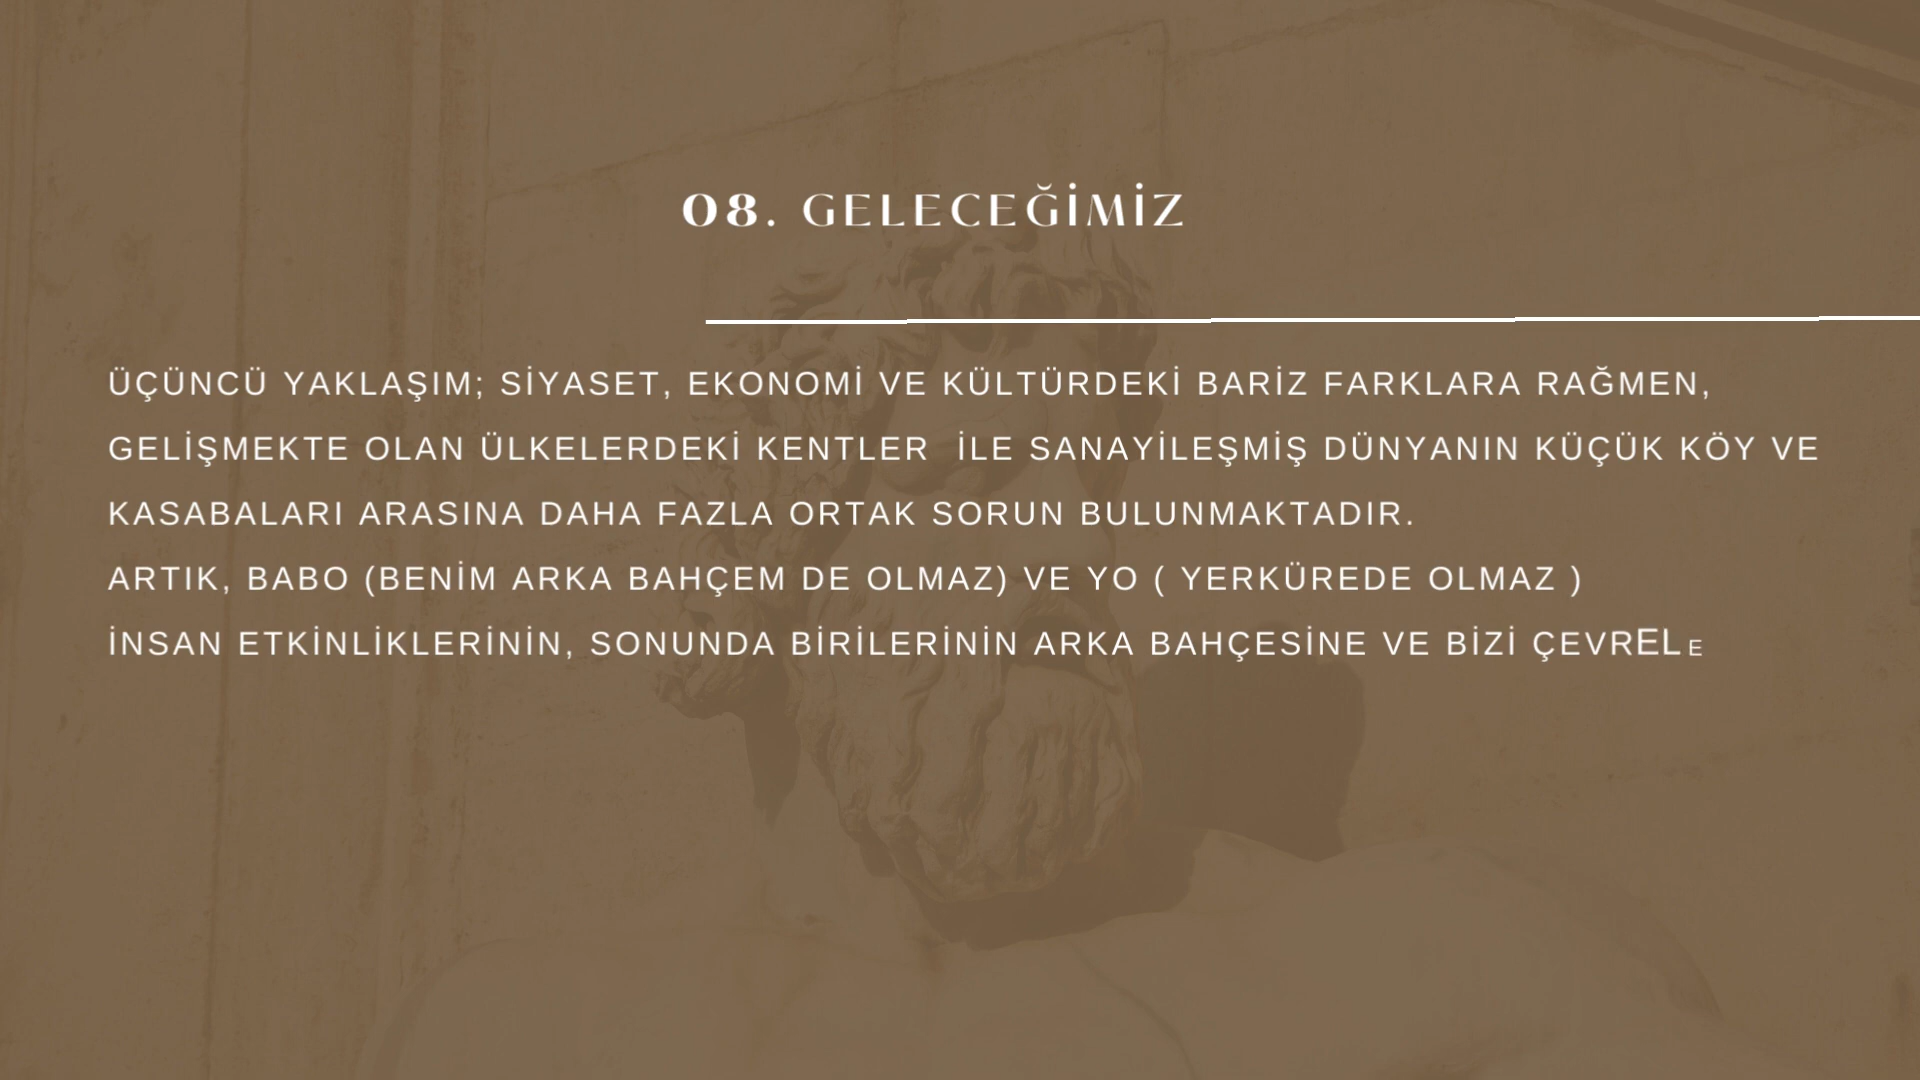 08. GELECEĞİMİZ
ÜÇÜNCÜ YAKLAŞIM; SİYASET, EKONOMİ VE KÜLTÜRDEKİ BARİZ FARKLARA RAĞMEN,
GELİŞMEKTE OLAN ÜLKELERDEKİ KENTLER  İLE SANAYİLEŞMİŞ DÜNYANIN KÜÇÜK KÖY VE
KASABALARI ARASINA DAHA FAZLA ORTAK SORUN BULUNMAKTADIR.
ARTIK, BABO (BENİM ARKA BAHÇEM DE OLMAZ) VE YO ( YERKÜREDE OLMAZ )
İNSAN ETKİNLİKLERİNİN, SONUNDA BİRİLERİNİN ARKA BAHÇESİNE VE BİZİ ÇEVRELE